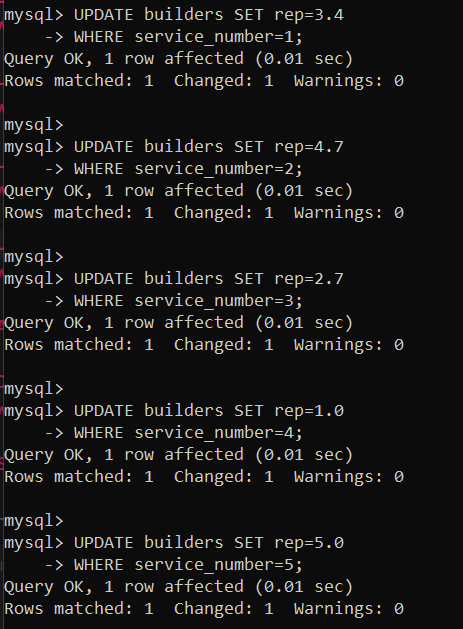 mysql> UPDATE builders SET rep=3.4
    -> WHERE service_number=1;
Query OK, 1 row affected (0.01 sec)
Rows matched: 1  Changed: 1  Warnings: 0

mysql>
mysql> UPDATE builders SET rep=4.7
    -> WHERE service_number=2;
Query OK, 1 row affected (0.01 sec)
Rows matched: 1  Changed: 1  Warnings: 0

mysql>
mysql> UPDATE builders SET rep=2.7
    -> WHERE service_number=3;
Query OK, 1 row affected (0.01 sec)
Rows matched: 1  Changed: 1  Warnings: 0

mysql>
mysql> UPDATE builders SET rep=1.0
    -> WHERE service_number=4;
Query OK, 1 row affected (0.01 sec)
Rows matched: 1  Changed: 1  Warnings: 0

mysql>
mysql> UPDATE builders SET rep=5.0
    -> WHERE service_number=5;
Query OK, 1 row affected (0.01 sec)
Rows matched: 1  Changed: 1  Warnings: 0